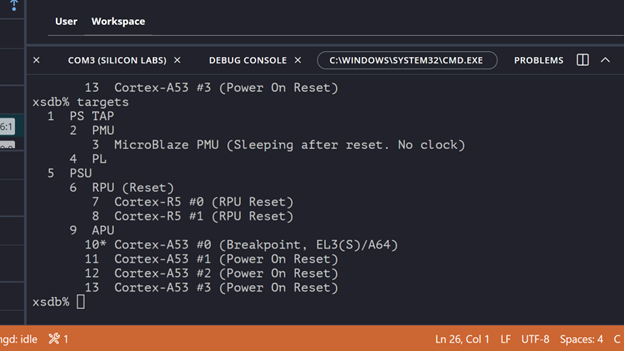 User Workspace
COM3 (SILICON LABS) DEBUG CONSOLE C:\WINDOWS\SYSTEM32\CMD.EXE PROBLEMS
13 Cortex-A53 #3 (Power On Reset)
xsdb% targets
1 PS TAP
2 PMU
3 MicroBlaze PMU (Sleeping after reset. No clock)
4 PL
5 PSU
6 RPU (Reset)
7 Cortex-R5 #0 (RPU Reset)
8 Cortex-R5 #1 (RPU Reset)
9 APU
10* Cortex-A53 #0 (Breakpoint, EL3(S)/A64)
11 Cortex-A53 #1 (Power On Reset)
12 Cortex-A53 #2 (Power On Reset)
13 Cortex-A53 #3 (Power On Reset)
xsdb%
6:1
ngd: idle 1 Ln 26, Col 1 LF UTF-8 Spaces: 4 C